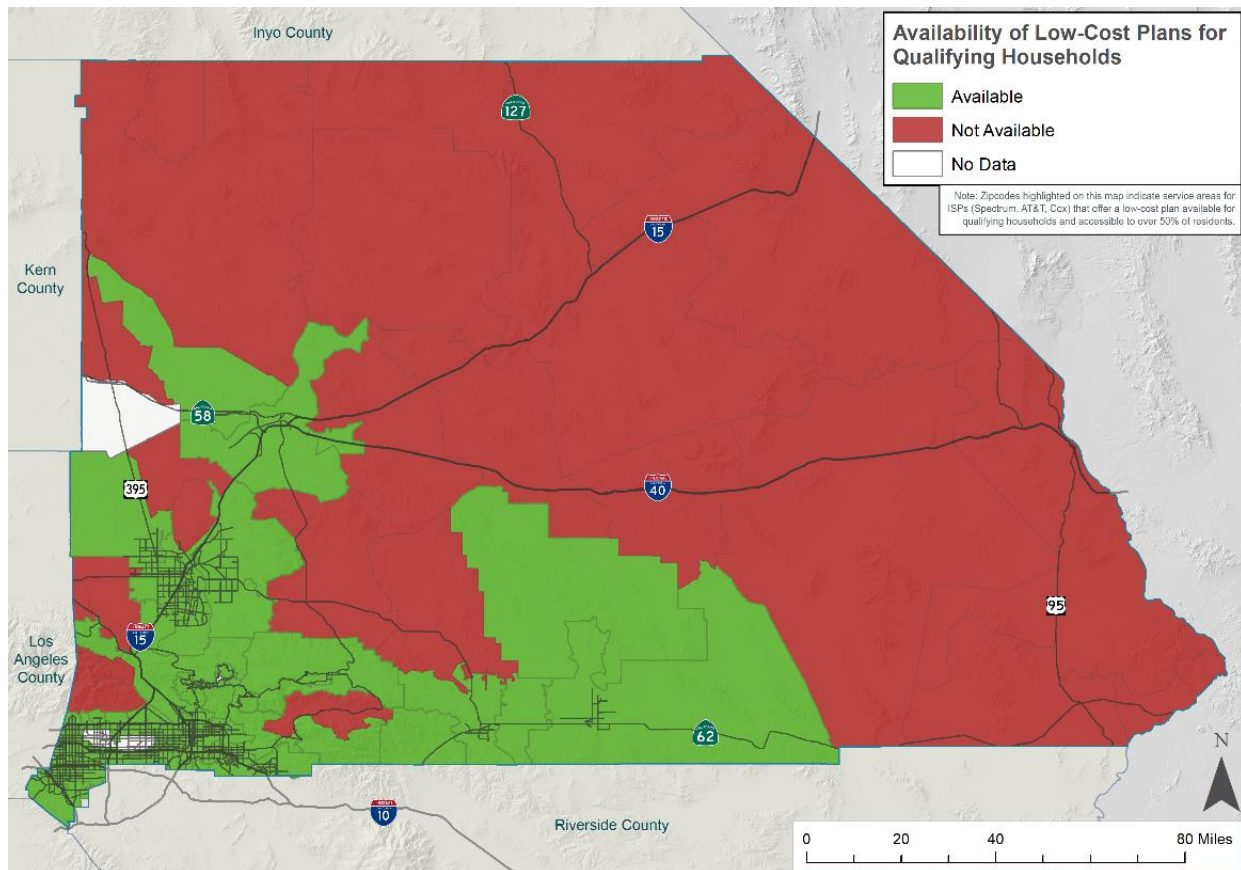 Inyo County
Availability of Low-Cost Plans for
Qualifying Households
Available
Not Available
No Data
Note: Zipcodes highlighted on this map indicate service areas for
ISPs (Spectrum, AT&T, Cox) that offer a low-cost plan available for
qualifying households and accessible to over 50% of residents.
127
15
Kern
County
58
395
40
95
15
Los
Angeles
County
62
N
10
Riverside County
0 20 40 80 Miles